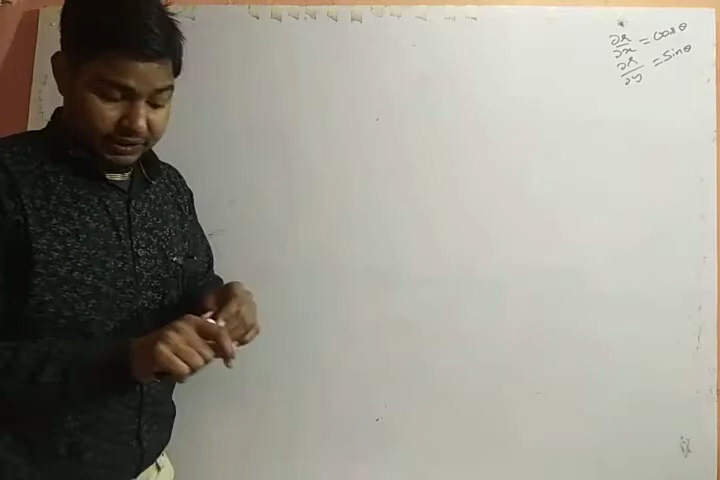 ∂r/∂x = cosθ
∂r/∂y = sinθ